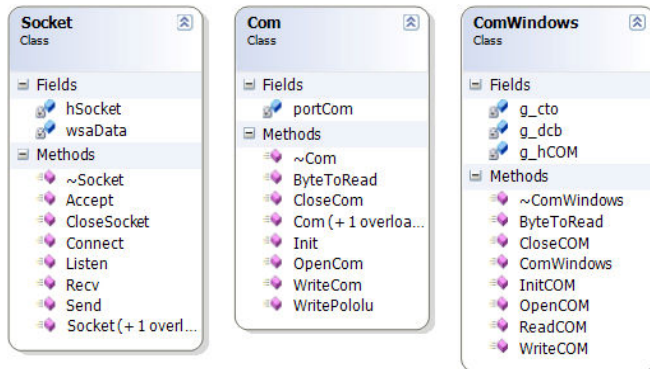 Socket
Class
Fields
hSocket
wsaData
Methods
~Socket
Accept
CloseSocket
Connect
Listen
Recv
Send
Socket (+ 1 overl...
Com
Class
Fields
portCom
Methods
~Com
ByteToRead
CloseCom
Com (+ 1 overloa...
Init
OpenCom
WriteCom
WritePololu
ComWindows
Class
Fields
g_cto
g_dcb
g_hCOM
Methods
~ComWindows
ByteToRead
CloseCOM
ComWindows
InitCOM
OpenCOM
ReadCOM
WriteCOM